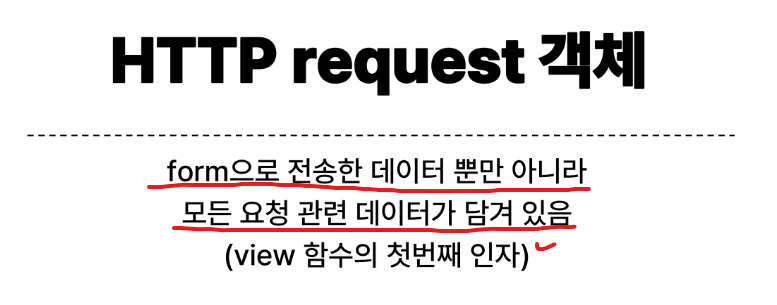 HTTP request 객체
form으로 전송한 데이터 뿐만 아니라
모든 요청 관련 데이터가 담겨 있음
(view 함수의 첫번째 인자)